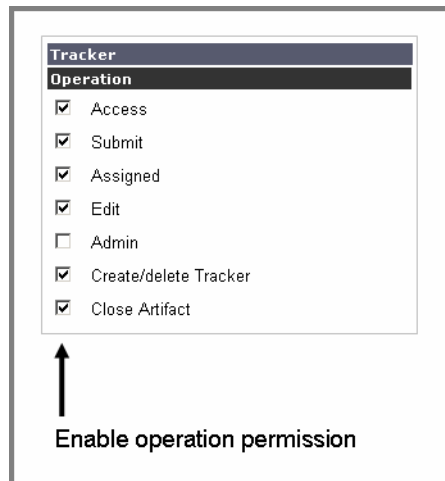 Tracker
Operation
Access
Submit
Assigned
Edit
Admin
Create/delete Tracker
Close Artifact
Enable operation permission